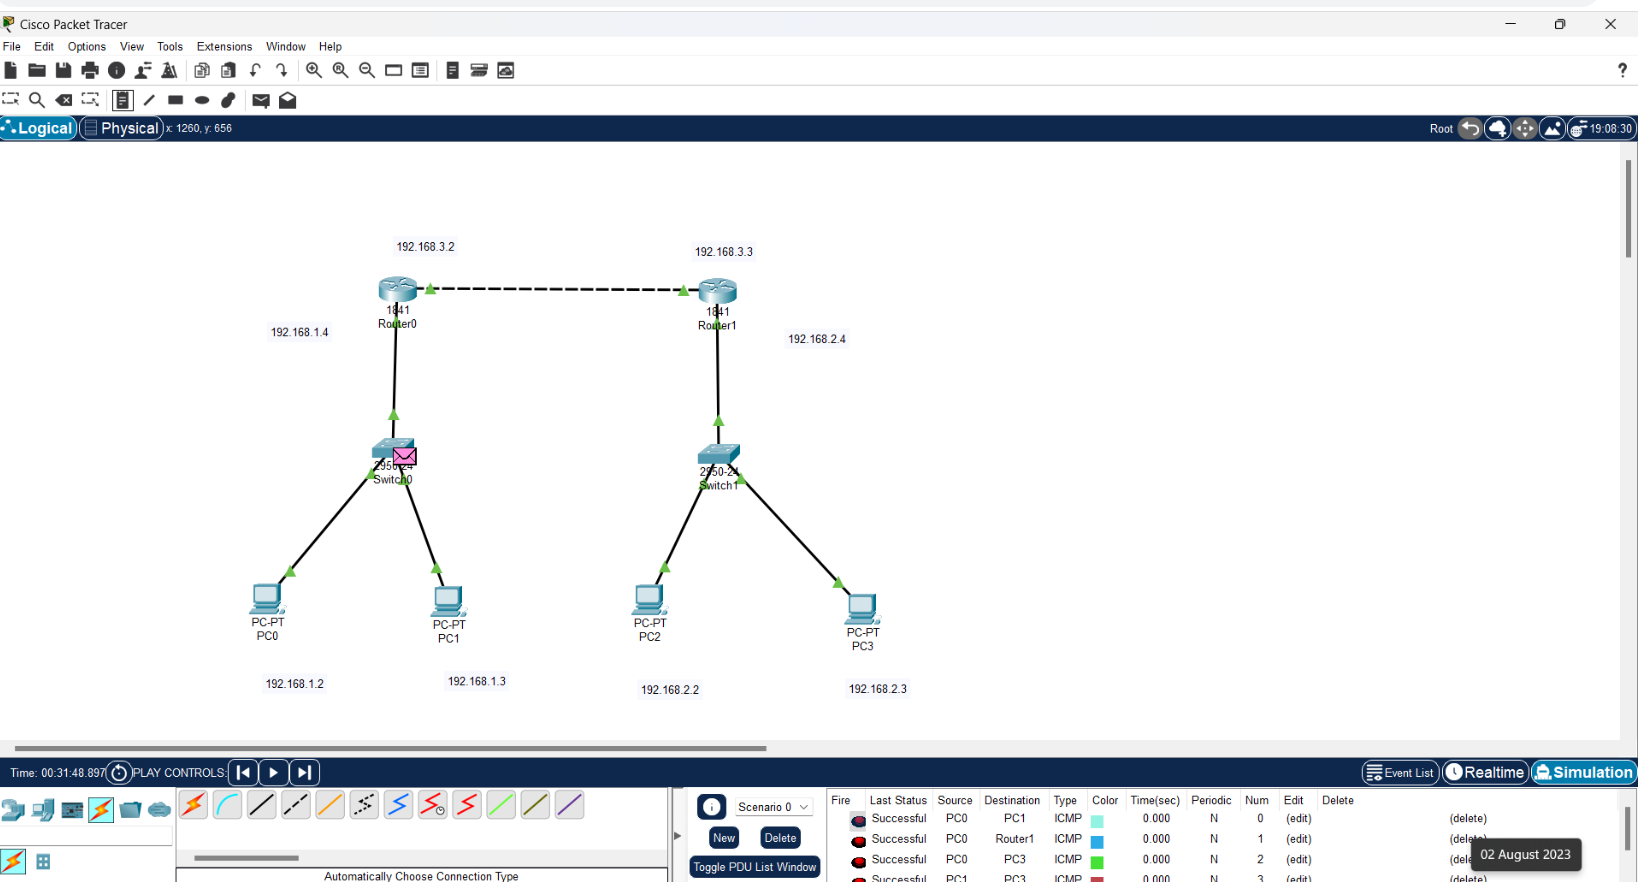 Cisco Packet Tracer
File Edit Options View Tools Extensions Window Help
Logical Physical x: 1260, y: 656 Root 19:08:30
192.168.3.2
192.168.3.3
1841
Router0
1841
Router1
192.168.1.4
192.168.2.4
2950-24
Switch0
2950-24
Switch1
PC-PT
PC0
PC-PT
PC1
PC-PT
PC2
PC-PT
PC3
192.168.1.2
192.168.1.3
192.168.2.2
192.168.2.3
Time: 00:31:48.897 PLAY CONTROLS: Event List Realtime Simulation
Scenario 0
New Delete
Toggle PDU List Window
Automatically Choose Connection Type
Fire Last Status Source Destination Type Color Time(sec) Periodic Num Edit Delete
Successful PC0 PC1 ICMP 0.000 N 0 (edit) (delete)
Successful PC0 Router1 ICMP 0.000 N 1 (edit) (dele
Successful PC0 PC3 ICMP 0.000 N 2 (edit) (dele
Successful PC1 PC3 ICMP 0.000 N 3 (edit) (delete)
02 August 2023